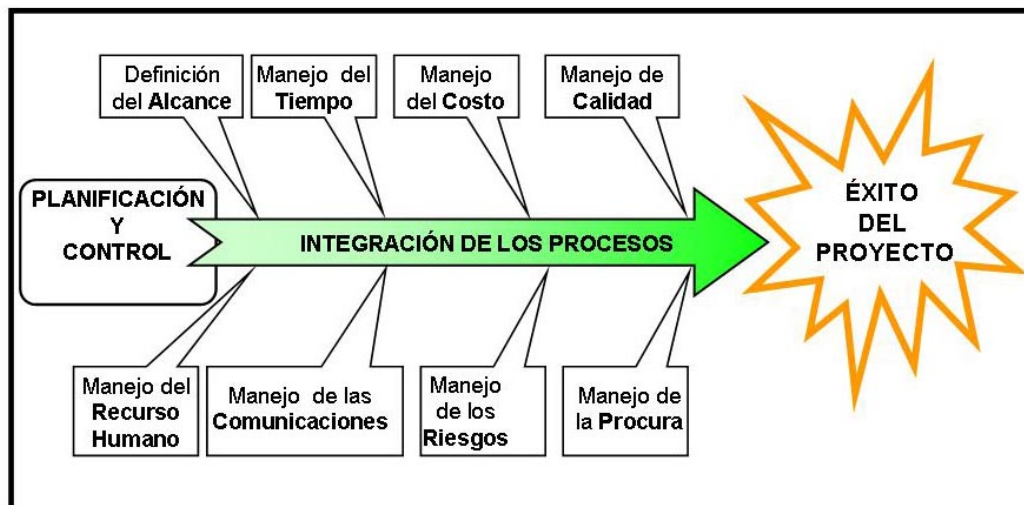 Definición
del Alcance
Manejo del
Tiempo
Manejo
del Costo
Manejo de
Calidad
PLANIFICACIÓN
Y
CONTROL
INTEGRACIÓN DE LOS PROCESOS
ÉXITO
DEL
PROYECTO
Manejo del
Recurso
Humano
Manejo de las
Comunicaciones
Manejo
de los
Riesgos
Manejo de
la Procura